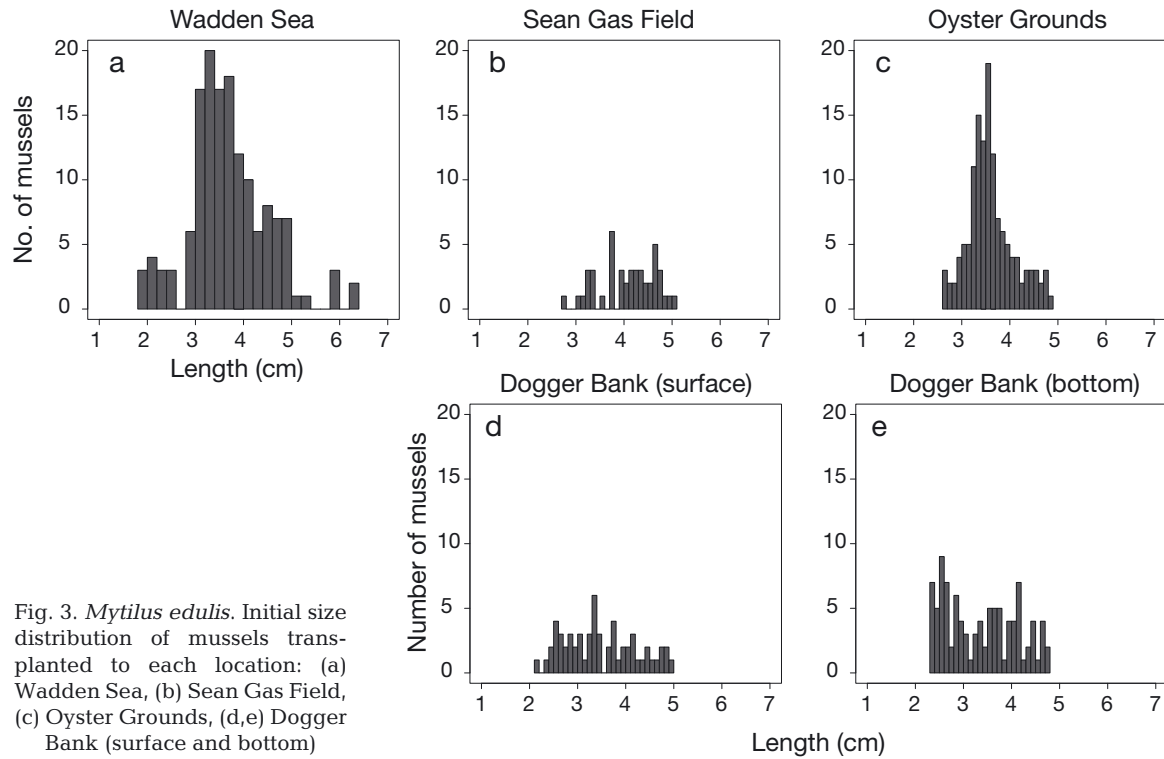 Wadden Sea
a
20
15
10
5
0
No. of mussels
1 2 3 4 5 6 7
Length (cm)
Sean Gas Field
b
20
15
10
5
0
1 2 3 4 5 6 7
Oyster Grounds
c
20
15
10
5
0
1 2 3 4 5 6 7
Dogger Bank (surface)
d
20
15
10
5
0
Number of mussels
1 2 3 4 5 6 7
Dogger Bank (bottom)
e
20
15
10
5
0
1 2 3 4 5 6 7
Length (cm)
Fig. 3. Mytilus edulis. Initial size
distribution of mussels trans-
planted to each location: (a)
Wadden Sea, (b) Sean Gas Field,
(c) Oyster Grounds, (d,e) Dogger
Bank (surface and bottom)